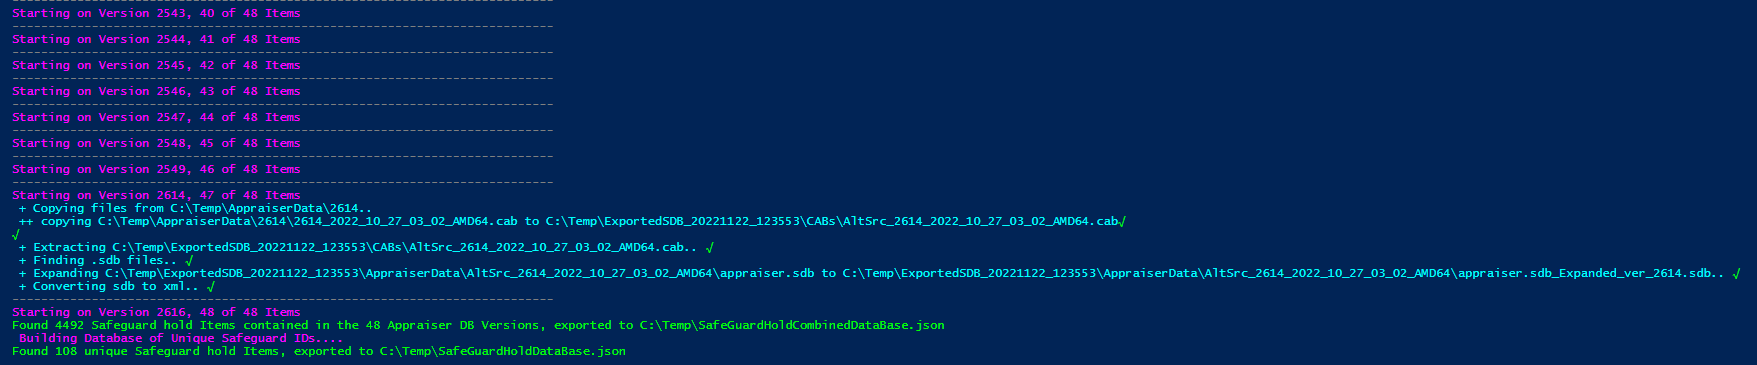 ---------------------------------------------------------------------------
Starting on Version 2543, 40 of 48 Items
---------------------------------------------------------------------------
Starting on Version 2544, 41 of 48 Items
---------------------------------------------------------------------------
Starting on Version 2545, 42 of 48 Items
---------------------------------------------------------------------------
Starting on Version 2546, 43 of 48 Items
---------------------------------------------------------------------------
Starting on Version 2547, 44 of 48 Items
---------------------------------------------------------------------------
Starting on Version 2548, 45 of 48 Items
---------------------------------------------------------------------------
Starting on Version 2549, 46 of 48 Items
---------------------------------------------------------------------------
Starting on Version 2614, 47 of 48 Items
+ Copying files from C:\Temp\AppraiserData\2614..
++ copying C:\Temp\AppraiserData\2614\2614_2022_10_27_03_02_AMD64.cab to C:\Temp\ExportedSDB_20221122_123553\CABs\AltSrc_2614_2022_10_27_03_02_AMD64.cab√
√
+ Extracting C:\Temp\ExportedSDB_20221122_123553\CABs\AltSrc_2614_2022_10_27_03_02_AMD64.cab.. √
+ Finding .sdb files.. √
+ Expanding C:\Temp\ExportedSDB_20221122_123553\AppraiserData\AltSrc_2614_2022_10_27_03_02_AMD64\appraiser.sdb to C:\Temp\ExportedSDB_20221122_123553\AppraiserData\AltSrc_2614_2022_10_27_03_02_AMD64\appraiser.sdb_Expanded_ver_2614.sdb.. √
+ Converting sdb to xml.. √
---------------------------------------------------------------------------
Starting on Version 2616, 48 of 48 Items
Found 4492 Safeguard hold Items contained in the 48 Appraiser DB Versions, exported to C:\Temp\SafeGuardHoldCombinedDataBase.json
Building Database of Unique Safeguard IDs....
Found 108 unique Safeguard hold Items, exported to C:\Temp\SafeGuardHoldDataBase.json